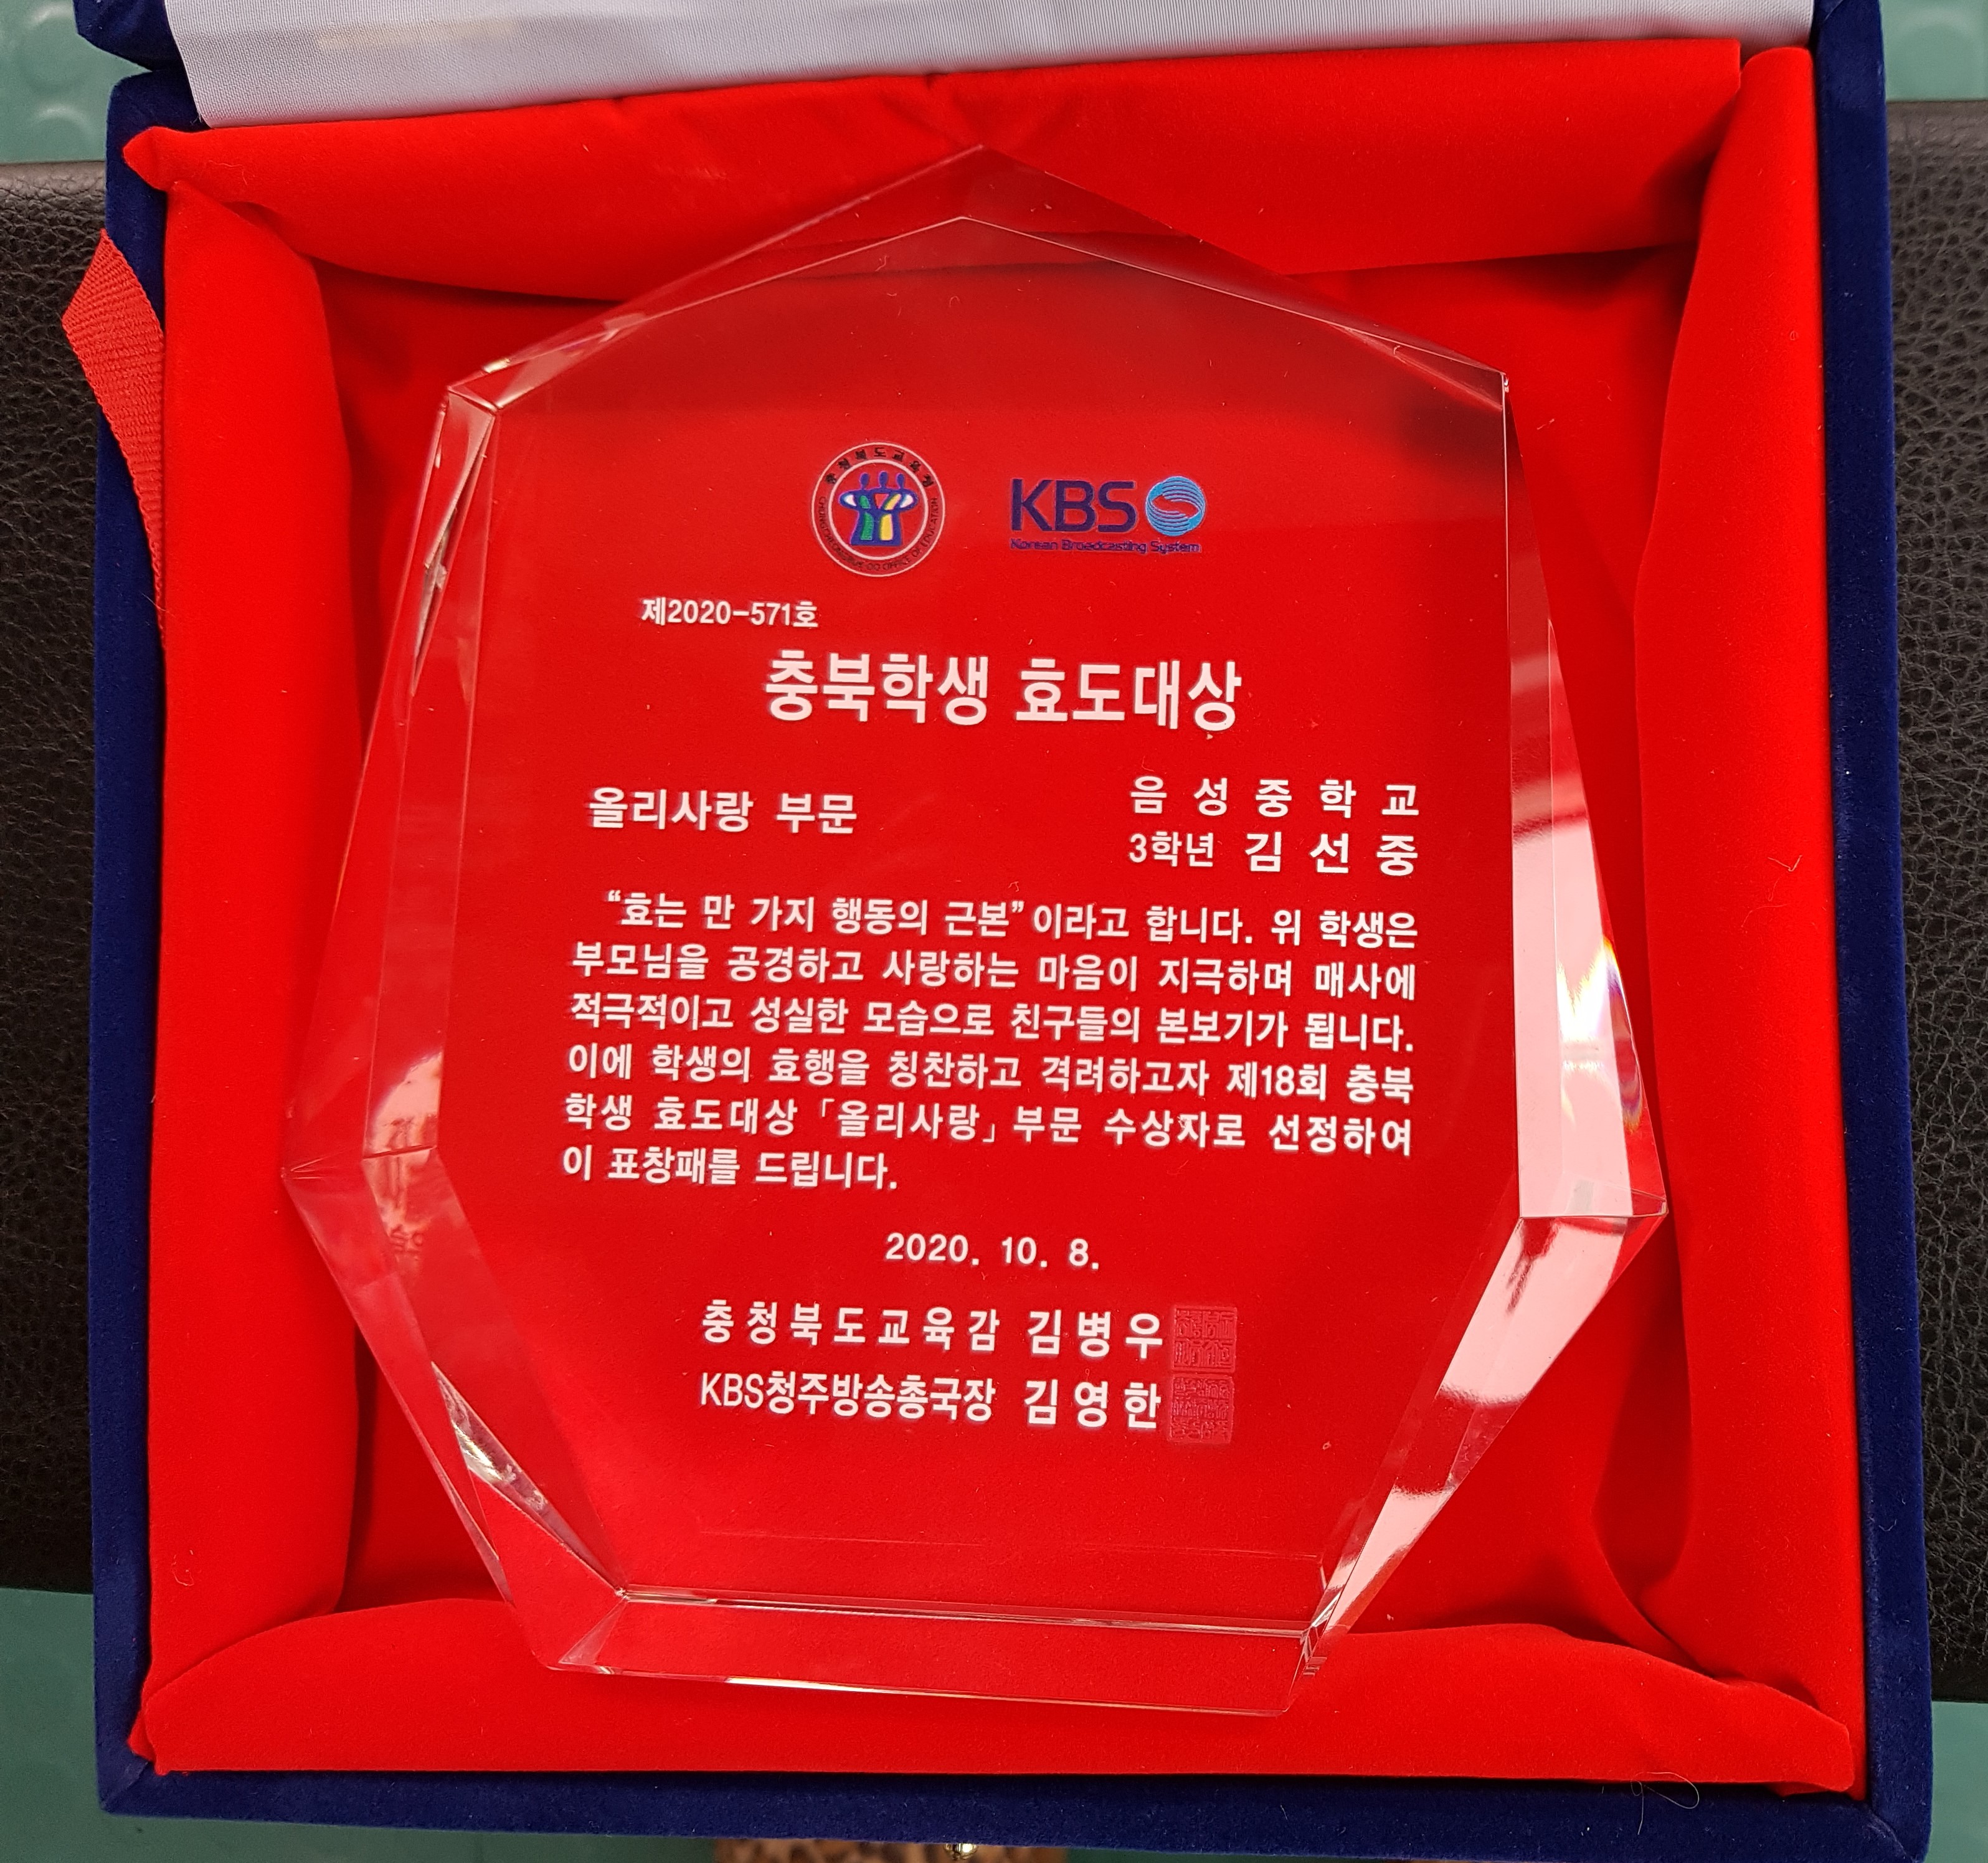 충청북도교육청
KBS
Korean Broadcasting System
제2020-571호
충북학생 효도대상
올리사랑 부문
음성중학교
3학년 김선중
“효는 만 가지 행동의 근본”이라고 합니다. 위 학생은
부모님을 공경하고 사랑하는 마음이 지극하며 매사에
적극적이고 성실한 모습으로 친구들의 본보기가 됩니다.
이에 학생의 효행을 칭찬하고 격려하고자 제18회 충북
학생 효도대상 「올리사랑」 부문 수상자로 선정하여
이 표창패를 드립니다.
2020. 10. 8.
충청북도교육감 김병우
KBS청주방송총국장 김영한